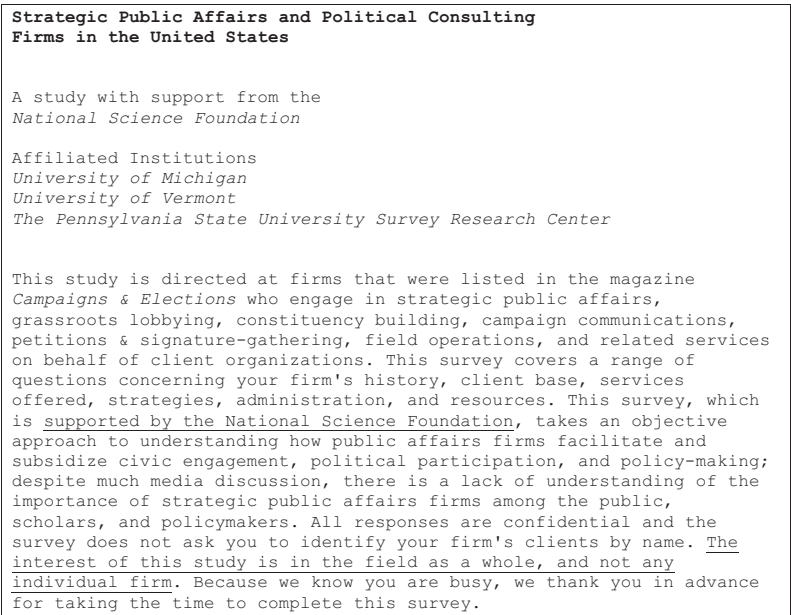 Strategic Public Affairs and Political Consulting
Firms in the United States
A study with support from the
National Science Foundation
Affiliated Institutions
University of Michigan
University of Vermont
The Pennsylvania State University Survey Research Center
This study is directed at firms that were listed in the magazine
Campaigns & Elections who engage in strategic public affairs,
grassroots lobbying, constituency building, campaign communications,
petitions & signature-gathering, field operations, and related services
on behalf of client organizations. This survey covers a range of
questions concerning your firm's history, client base, services
offered, strategies, administration, and resources. This survey, which
is supported by the National Science Foundation, takes an objective
approach to understanding how public affairs firms facilitate and
subsidize civic engagement, political participation, and policy-making;
despite much media discussion, there is a lack of understanding of the
importance of strategic public affairs firms among the public,
scholars, and policymakers. All responses are confidential and the
survey does not ask you to identify your firm's clients by name. The
interest of this study is in the field as a whole, and not any
individual firm. Because we know you are busy, we thank you in advance
for taking the time to complete this survey.